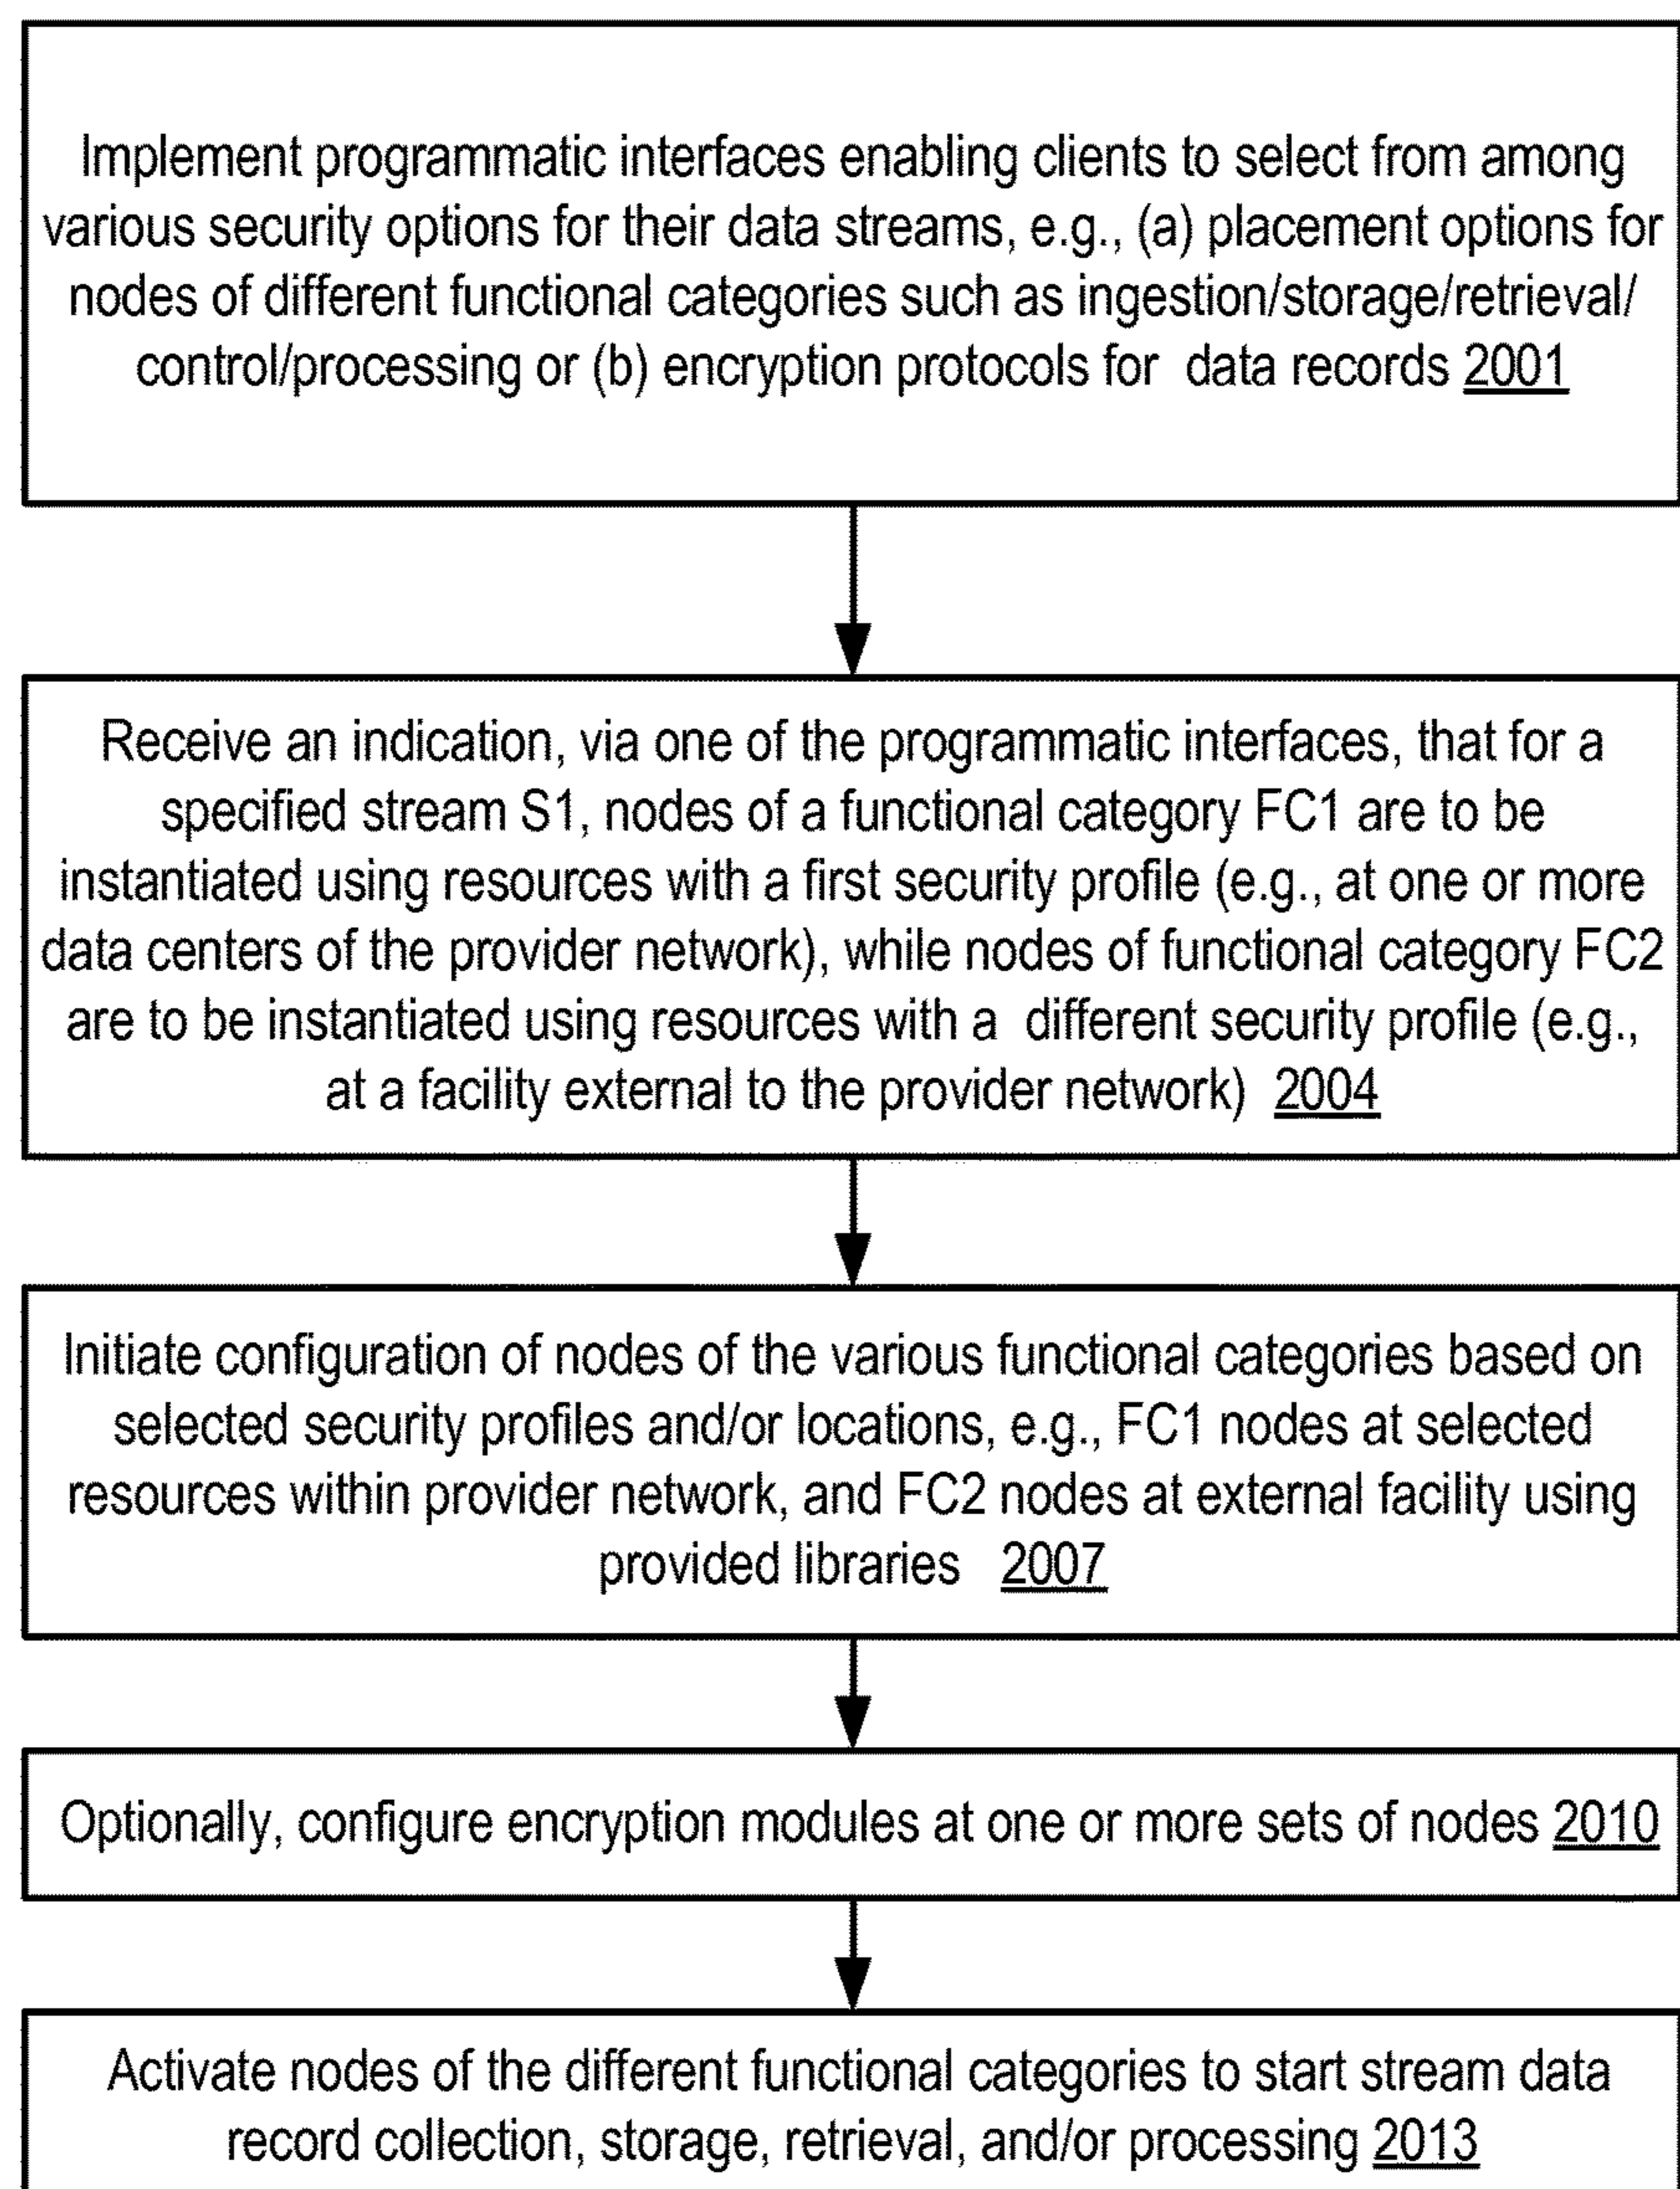 Implement programmatic interfaces enabling clients to select from among
various security options for their data streams, e.g., (a) placement options for
nodes of different functional categories such as ingestion/storage/retrieval/
control/processing or (b) encryption protocols for data records 2001
Receive an indication, via one of the programmatic interfaces, that for a
specified stream S1, nodes of a functional category FC1 are to be
instantiated using resources with a first security profile (e.g., at one or more
data centers of the provider network), while nodes of functional category FC2
are to be instantiated using resources with a different security profile (e.g.,
at a facility external to the provider network) 2004
Initiate configuration of nodes of the various functional categories based on
selected security profiles and/or locations, e.g., FC1 nodes at selected
resources within provider network, and FC2 nodes at external facility using
provided libraries 2007
Optionally, configure encryption modules at one or more sets of nodes 2010
Activate nodes of the different functional categories to start stream data
record collection, storage, retrieval, and/or processing 2013